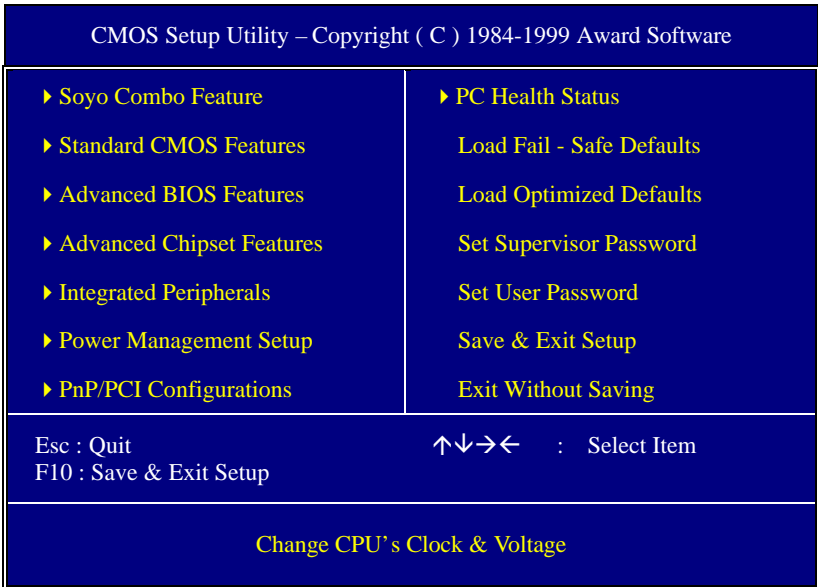 CMOS Setup Utility – Copyright ( C ) 1984-1999 Award Software
Soyo Combo Feature
Standard CMOS Features
Advanced BIOS Features
Advanced Chipset Features
Integrated Peripherals
Power Management Setup
PnP/PCI Configurations
PC Health Status
Load Fail - Safe Defaults
Load Optimized Defaults
Set Supervisor Password
Set User Password
Save & Exit Setup
Exit Without Saving
Esc : Quit
F10 : Save & Exit Setup
↑↓→← : Select Item
Change CPU's Clock & Voltage